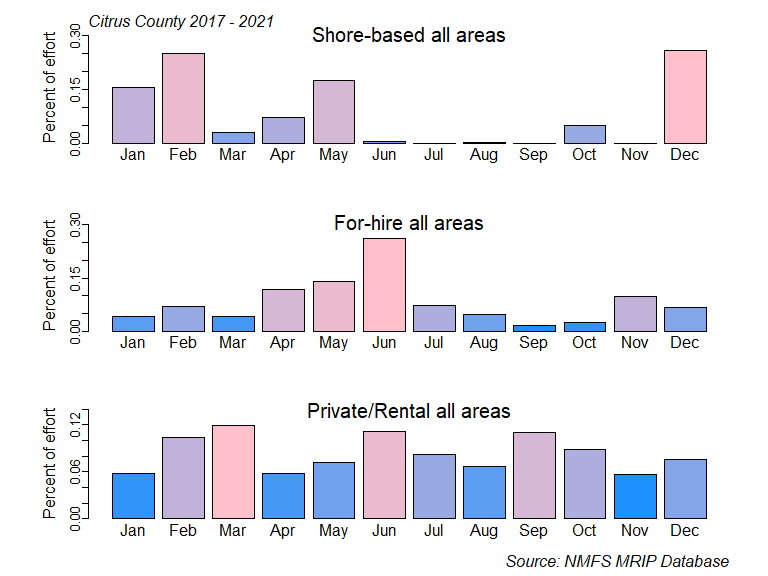 Citrus County 2017 - 2021
Shore-based all areas
Percent of effort
0.00 0.15 0.30
Jan Feb Mar Apr May Jun Jul Aug Sep Oct Nov Dec
For-hire all areas
Percent of effort
0.00 0.15 0.30
Jan Feb Mar Apr May Jun Jul Aug Sep Oct Nov Dec
Private/Rental all areas
Percent of effort
0.00 0.06 0.12
Jan Feb Mar Apr May Jun Jul Aug Sep Oct Nov Dec
Source: NMFS MRIP Database